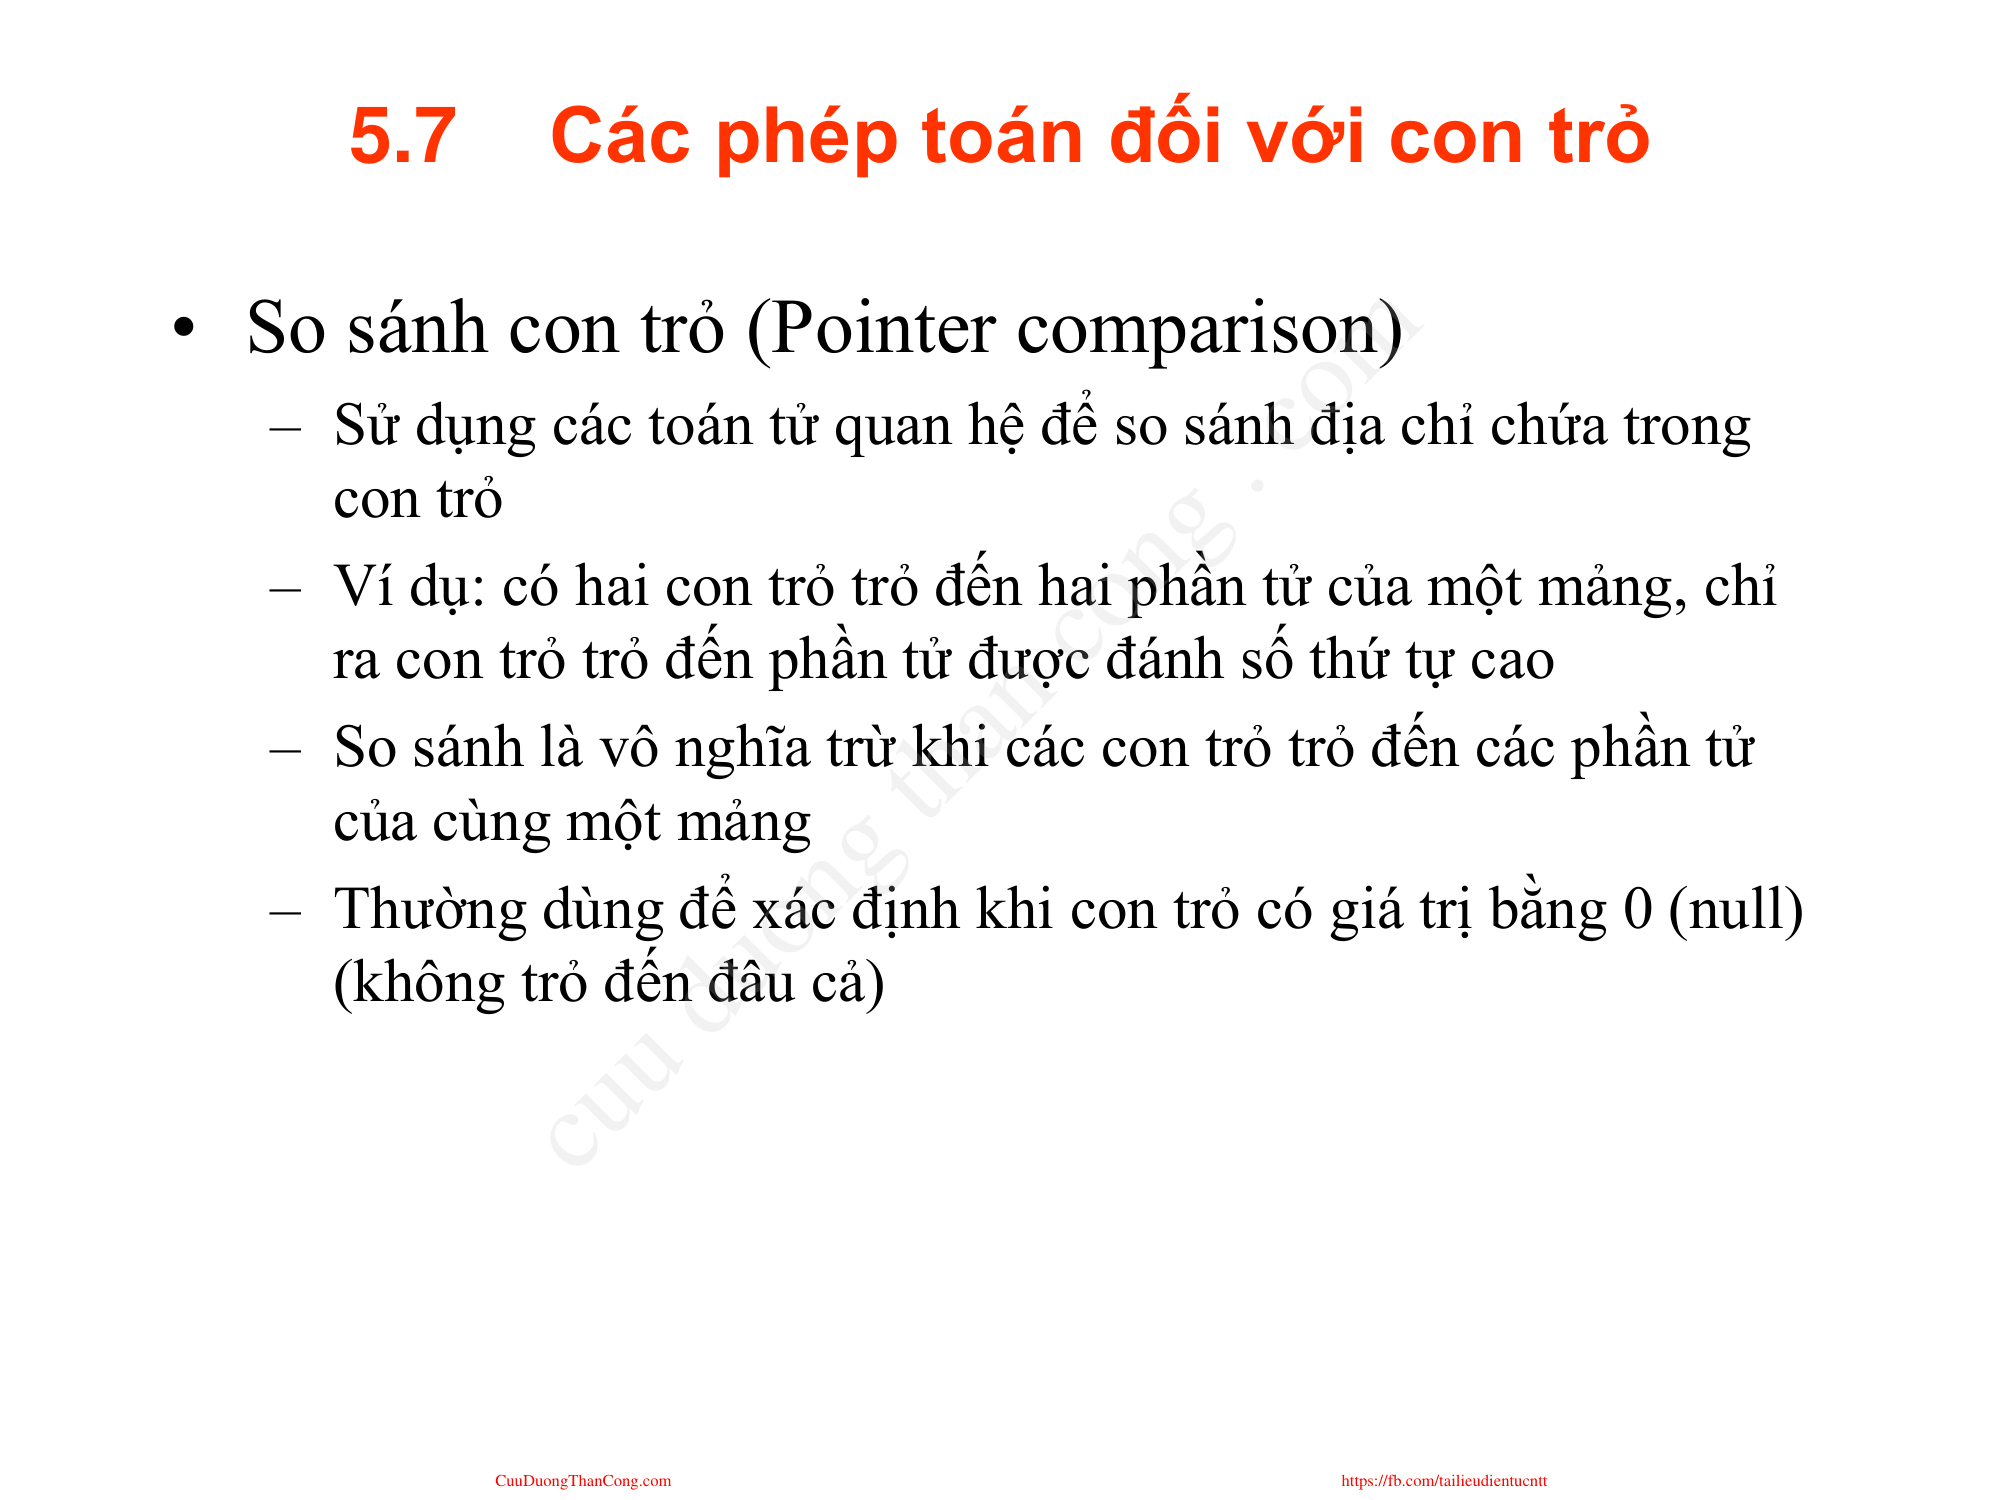 5.7 Các phép toán đối với con trỏ
• So sánh con trỏ (Pointer comparison)
– Sử dụng các toán tử quan hệ để so sánh địa chỉ chứa trong
con trỏ
– Ví dụ: có hai con trỏ trỏ đến hai phần tử của một mảng, chỉ
ra con trỏ trỏ đến phần tử được đánh số thứ tự cao
– So sánh là vô nghĩa trừ khi các con trỏ trỏ đến các phần tử
của cùng một mảng
– Thường dùng để xác định khi con trỏ có giá trị bằng 0 (null)
(không trỏ đến đâu cả)
cuu duong than cong . com
CuuDuongThanCong.com
https://fb.com/tailieudientucntt